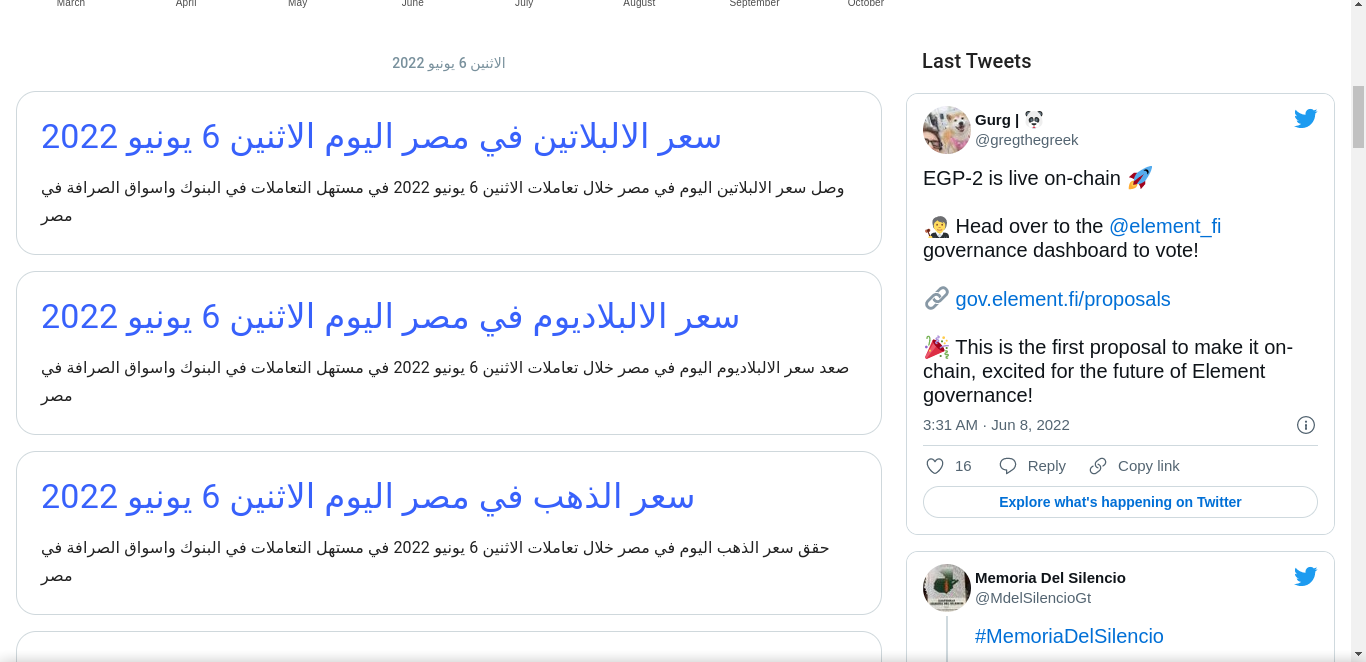 March April May June July August September October
الاثنين 6 يونيو 2022
سعر الالبلاتين في مصر اليوم الاثنين 6 يونيو 2022
وصل سعر الالبلاتين اليوم في مصر خلال تعاملات الاثنين 6 يونيو 2022 في مستهل التعاملات في البنوك واسواق الصرافة في
مصر
سعر الالبلاديوم في مصر اليوم الاثنين 6 يونيو 2022
صعد سعر الالبلاديوم اليوم في مصر خلال تعاملات الاثنين 6 يونيو 2022 في مستهل التعاملات في البنوك واسواق الصرافة في
مصر
سعر الذهب في مصر اليوم الاثنين 6 يونيو 2022
حقق سعر الذهب اليوم في مصر خلال تعاملات الاثنين 6 يونيو 2022 في مستهل التعاملات في البنوك واسواق الصرافة في
مصر
Last Tweets
Gurg | 🐼
@gregthegreek
EGP-2 is live on-chain 🚀
🤵 Head over to the @element_fi
governance dashboard to vote!
🔗 gov.element.fi/proposals
🎉 This is the first proposal to make it on-
chain, excited for the future of Element
governance!
3:31 AM · Jun 8, 2022
16 Reply Copy link
Explore what's happening on Twitter
Memoria Del Silencio
@MdelSilencioGt
#MemoriaDelSilencio